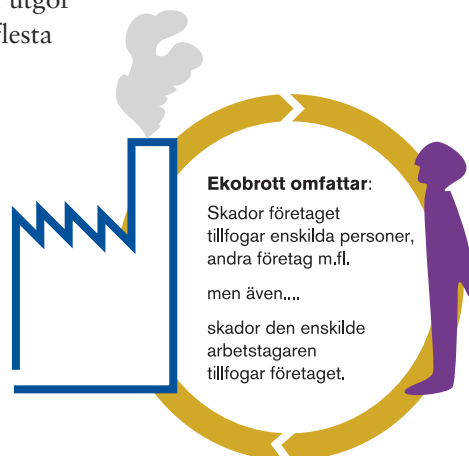 utgör
flesta
Ekobrott omfattar:
Skador företaget
tillfogar enskilda personer,
andra företag m.fl.
men även....
skador den enskilde
arbetstagaren
tillfogar företaget.